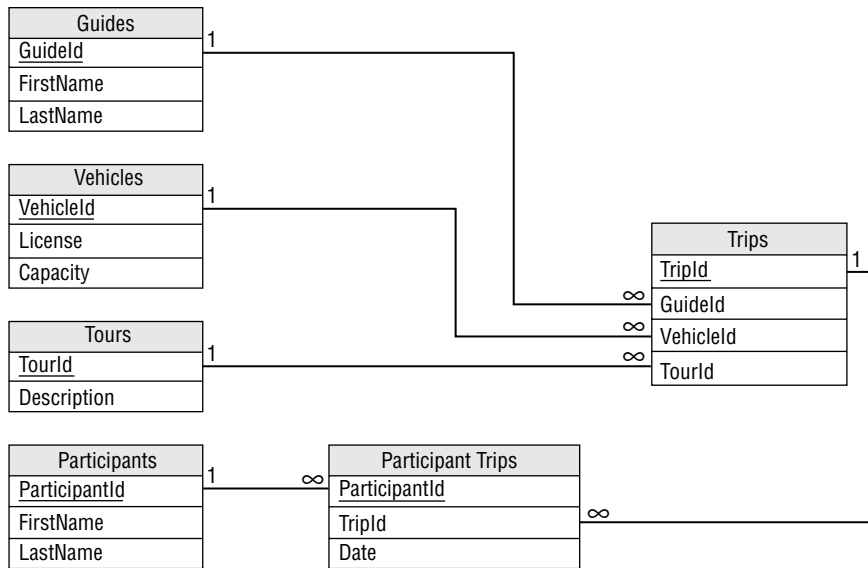 Guides
GuideId
FirstName
LastName
1
Vehicles
VehicleId
License
Capacity
1
Tours
TourId
Description
1
Trips
TripId
GuideId
VehicleId
TourId
1
∞
∞
∞
Participants
ParticipantId
FirstName
LastName
1
∞
Participant Trips
ParticipantId
TripId
Date
∞